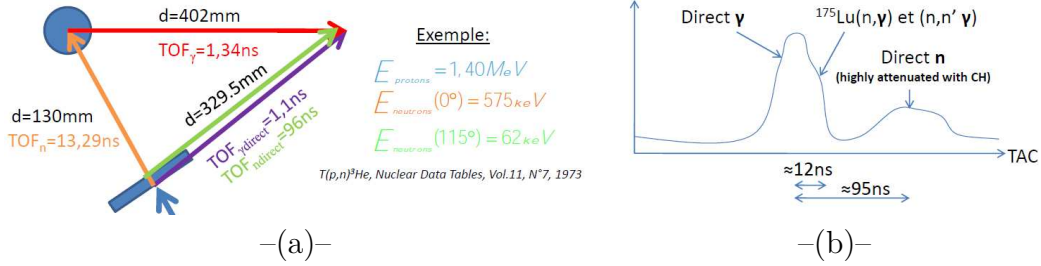 d=402mm
TOFγ=1,34ns
d=130mm
TOFn=13,29ns
d=329.5mm
TOFγdirect=1,1ns
TOFndirect=96ns
Exemple:
Eprotons = 1,40MeV
Eneutrons(0°) = 575keV
Eneutrons(115°) = 62keV
T(p,n)³He, Nuclear Data Tables, Vol.11, N°7, 1973
–(a)–
Direct γ
¹⁷⁵Lu(n,γ) et (n,n' γ)
Direct n
(highly attenuated with CH)
TAC
≈12ns
≈95ns
–(b)–